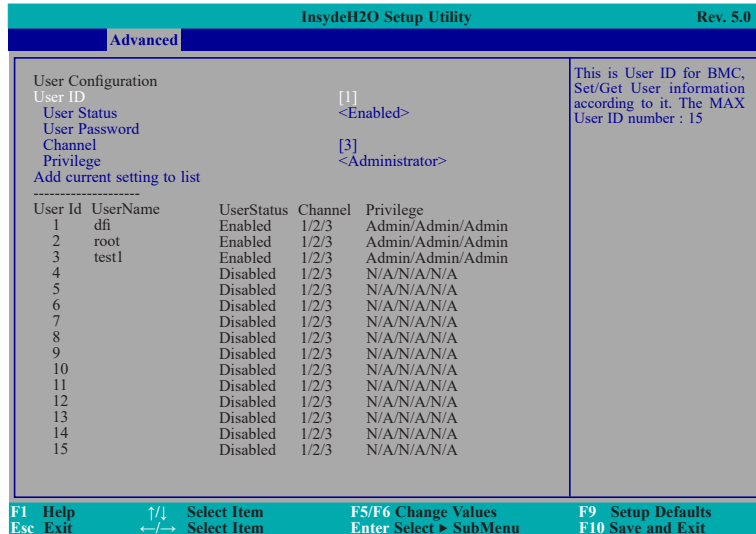 InsydeH2O Setup Utility Rev. 5.0
Advanced
User Configuration
User ID [1]
User Status <Enabled>
User Password
Channel [3]
Privilege <Administrator>
Add current setting to list
--------------------
User Id UserName UserStatus Channel Privilege
1 dfi Enabled 1/2/3 Admin/Admin/Admin
2 root Enabled 1/2/3 Admin/Admin/Admin
3 test1 Enabled 1/2/3 Admin/Admin/Admin
4 Disabled 1/2/3 N/A/N/A/N/A
5 Disabled 1/2/3 N/A/N/A/N/A
6 Disabled 1/2/3 N/A/N/A/N/A
7 Disabled 1/2/3 N/A/N/A/N/A
8 Disabled 1/2/3 N/A/N/A/N/A
9 Disabled 1/2/3 N/A/N/A/N/A
10 Disabled 1/2/3 N/A/N/A/N/A
11 Disabled 1/2/3 N/A/N/A/N/A
12 Disabled 1/2/3 N/A/N/A/N/A
13 Disabled 1/2/3 N/A/N/A/N/A
14 Disabled 1/2/3 N/A/N/A/N/A
15 Disabled 1/2/3 N/A/N/A/N/A
This is User ID for BMC,
Set/Get User information
according to it. The MAX
User ID number : 15
F1 Help ↑/↓ Select Item F5/F6 Change Values F9 Setup Defaults
Esc Exit ←/→ Select Item Enter Select ► SubMenu F10 Save and Exit